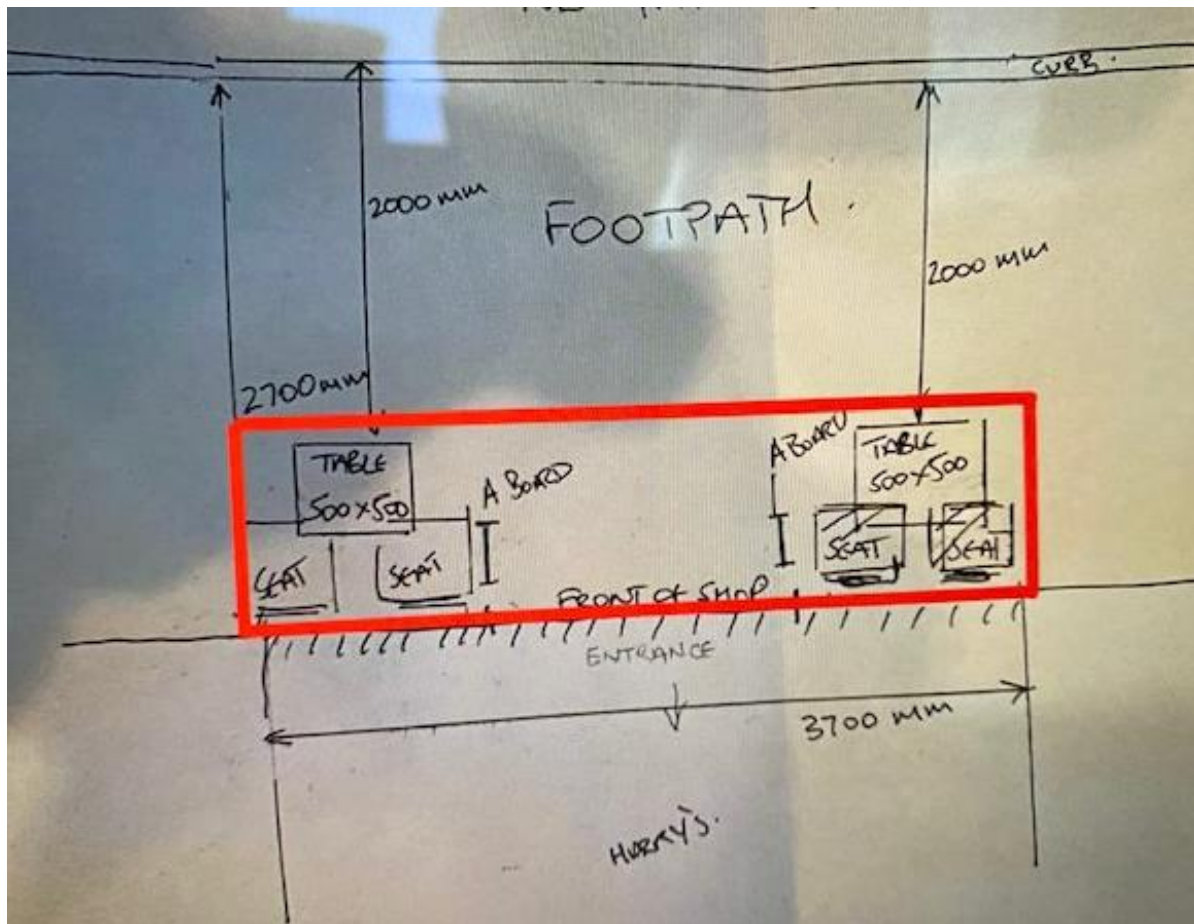 CURB.
2000 mm
FOOTPATH.
2000 mm
2700 mm
TABLE
500 x 500
A BOARD
A BOARD
TABLE
500 x 500
SEAT
SEAT
SEAT
SEAT
FRONT OF SHOP
ENTRANCE
3700 mm